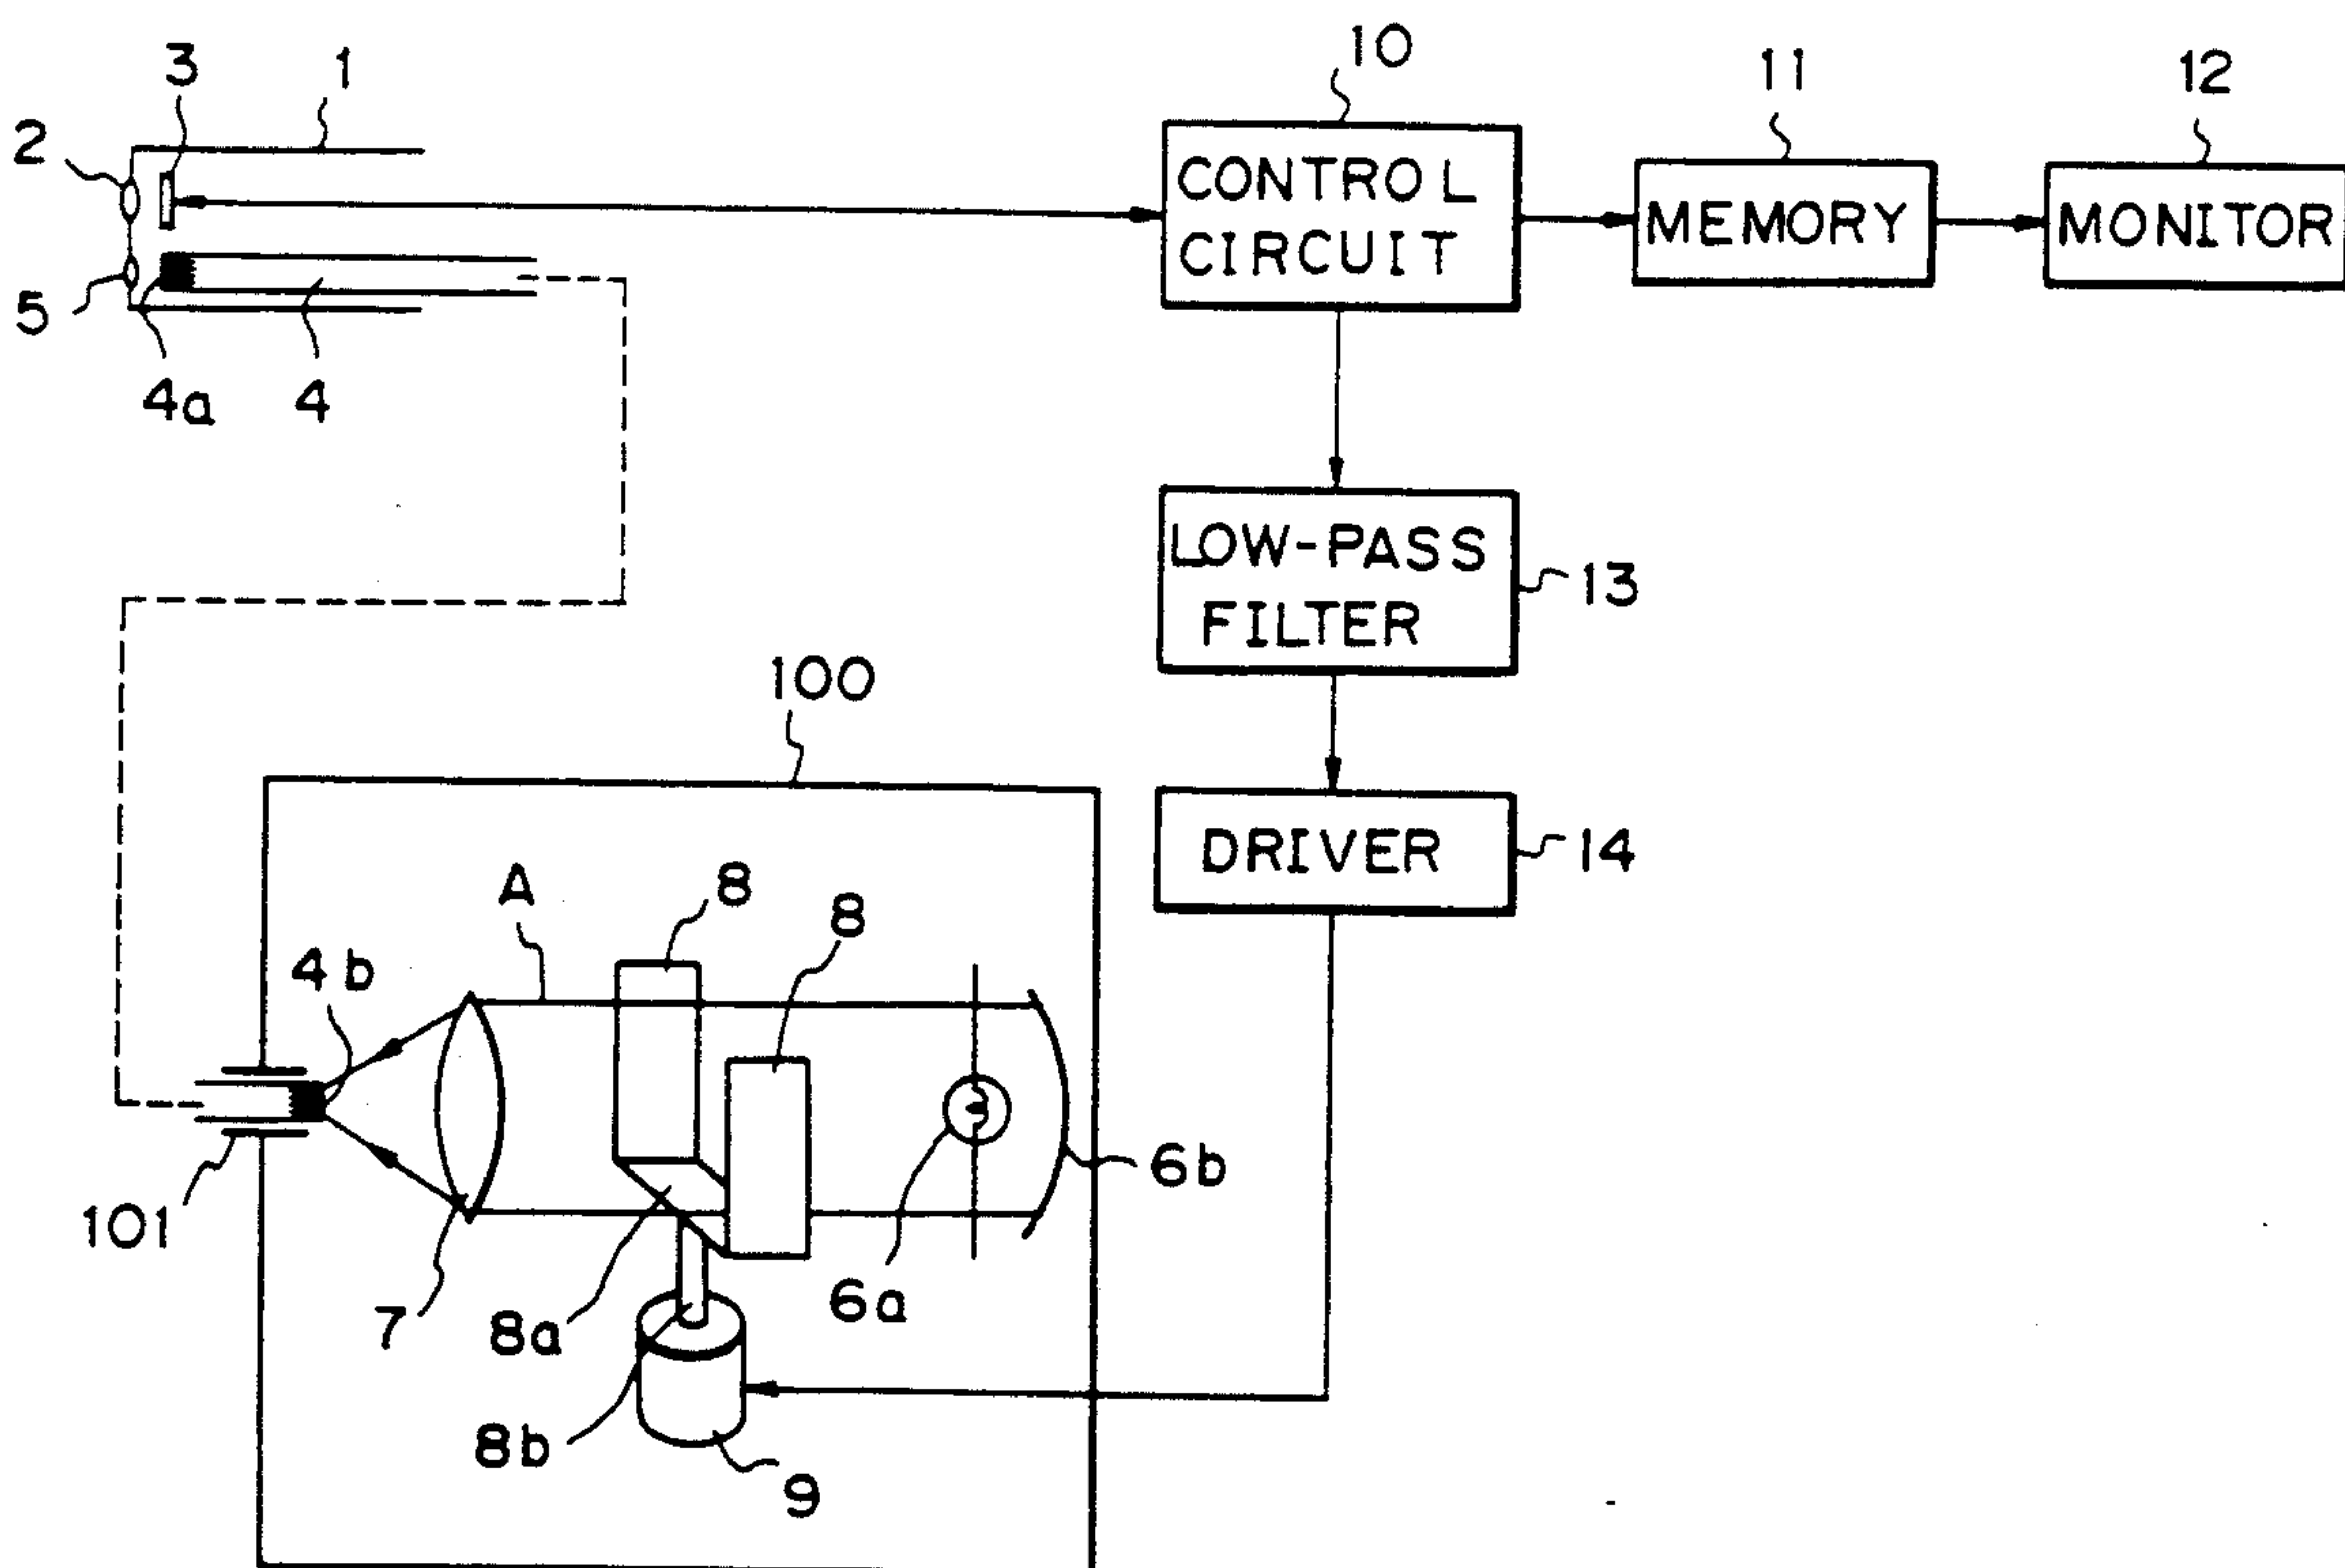 10
3
1
11
12
2
CONTROL
CIRCUIT
MEMORY
MONITOR
5
4a
4
LOW-PASS
FILTER
13
100
DRIVER
14
A
8
8
4b
6b
101
7
8a
6a
8b
9